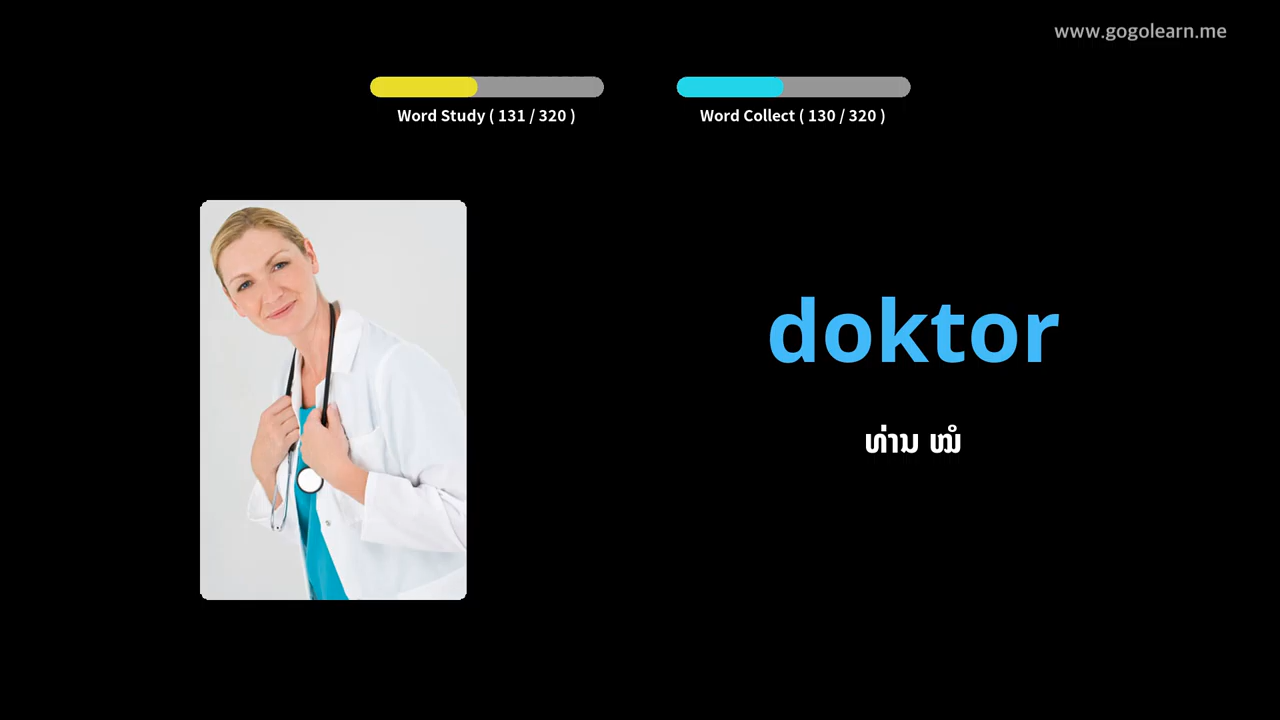 www.gogolearn.me
Word Study ( 131 / 320 )
Word Collect ( 130 / 320 )
doktor
ທ່ານ ໝໍ